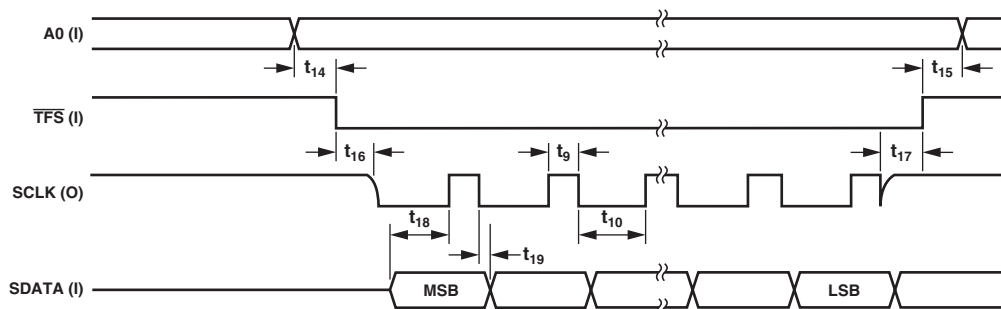 A0 (I)
t14
t15
TFS (I)
t16
t9
t17
SCLK (O)
t18
t10
t19
SDATA (I)
MSB
LSB